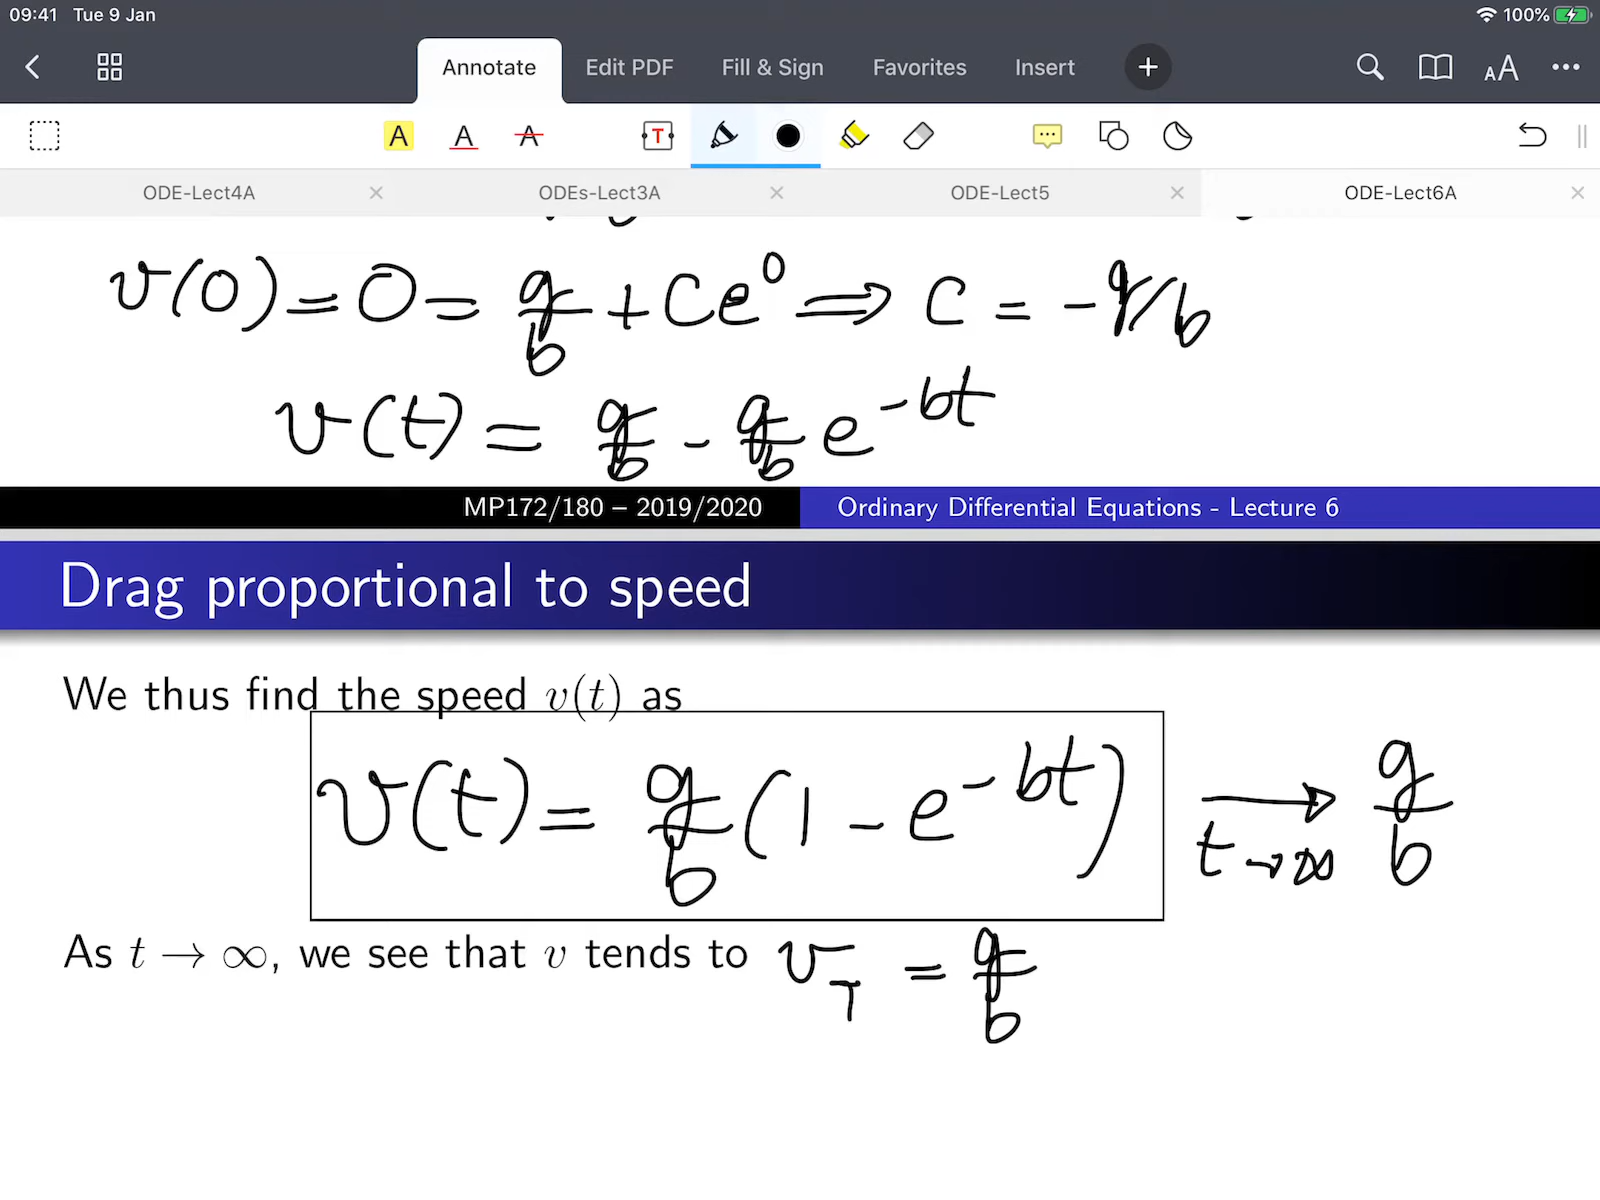 09:41 Tue 9 Jan 100%
Annotate Edit PDF Fill & Sign Favorites Insert + AA
A A A T
ODE-Lect4A ODEs-Lect3A ODE-Lect5 ODE-Lect6A
v(0) = 0 = g/b + Ce^0 ⟹ C = -g/b
v(t) = g/b - g/b e^{-bt}
MP172/180 – 2019/2020 Ordinary Differential Equations - Lecture 6
Drag proportional to speed
We thus find the speed v(t) as
v(t) = g/b (1 - e^{-bt}) ⟶ g/b
t → ∞
As t → ∞, we see that v tends to v_T = g/b